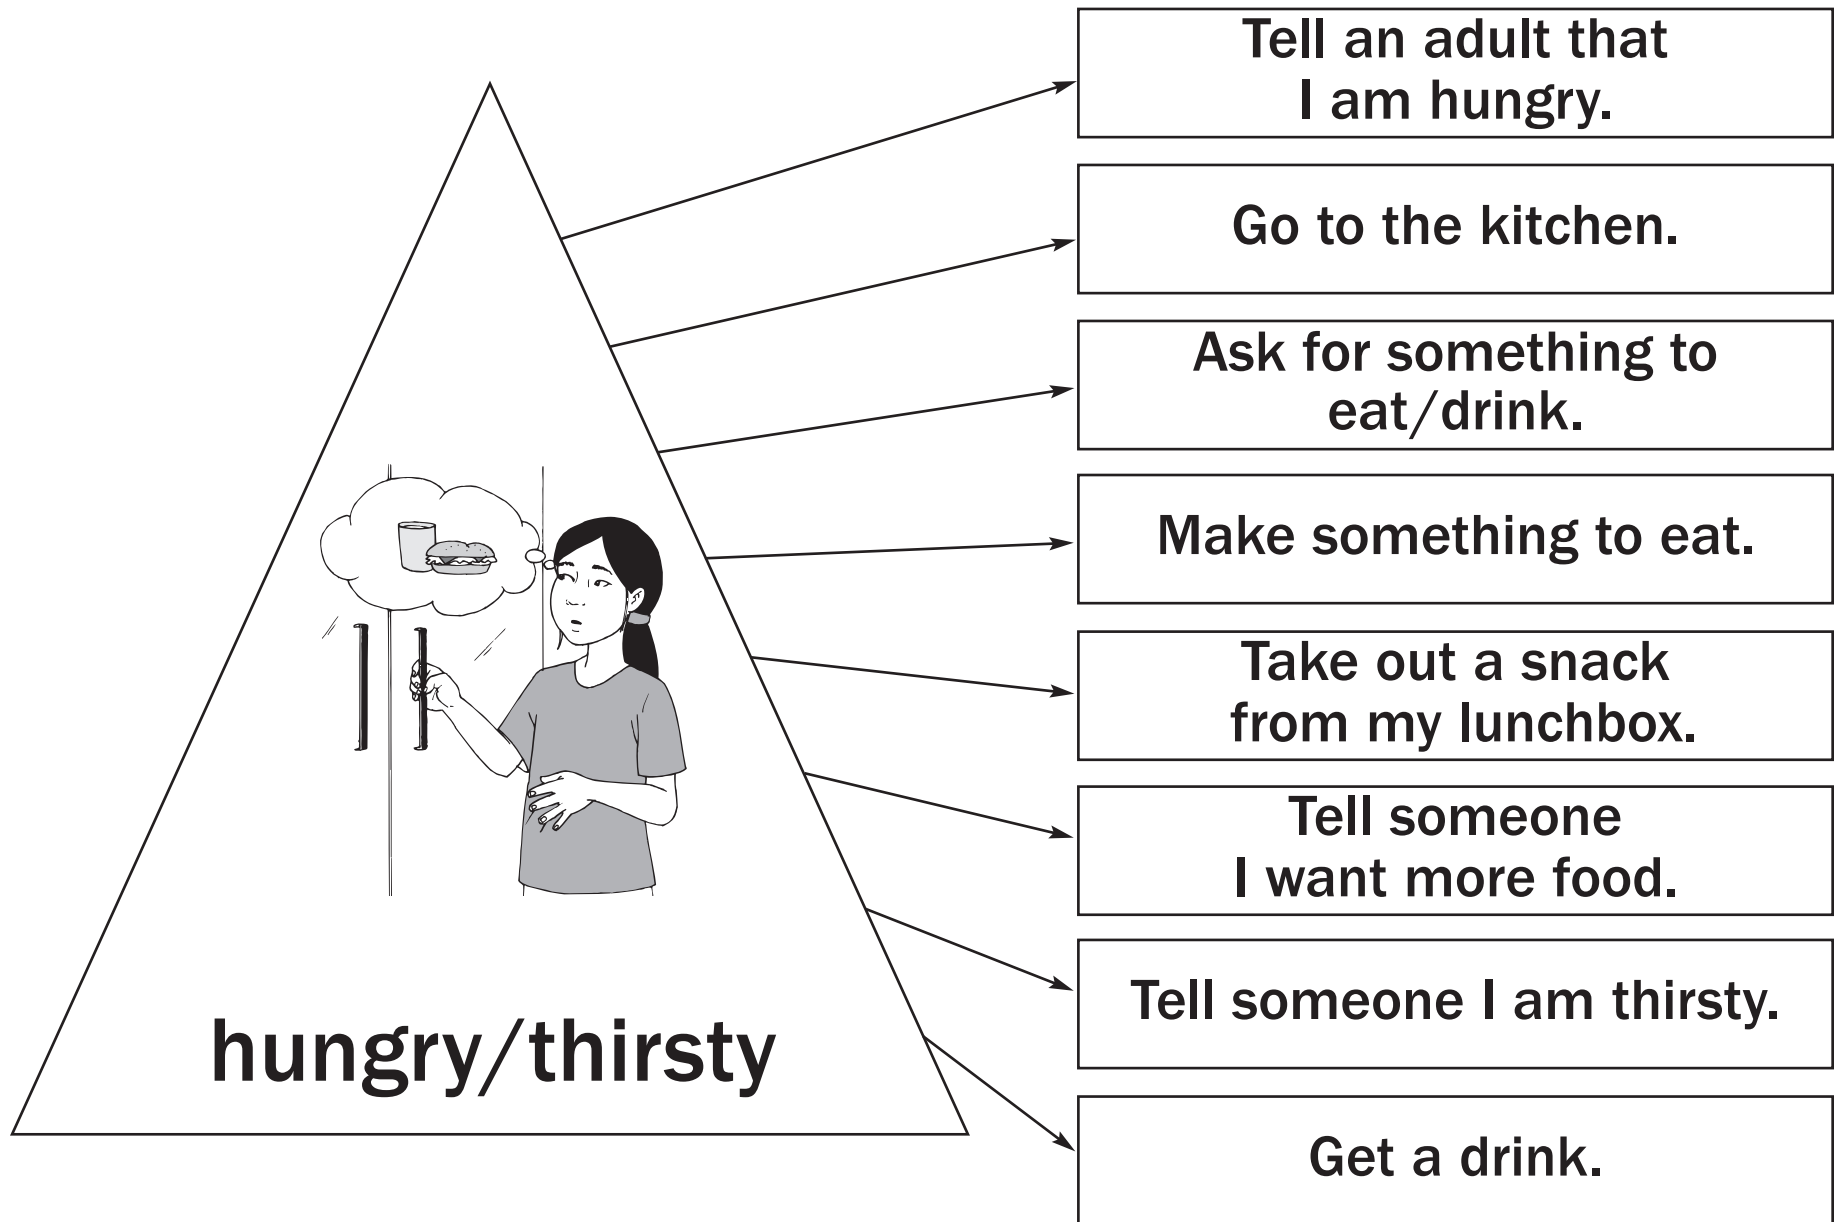 Tell an adult that
I am hungry.
Go to the kitchen.
Ask for something to
eat/drink.
Make something to eat.
Take out a snack
from my lunchbox.
Tell someone
I want more food.
Tell someone I am thirsty.
Get a drink.
hungry/thirsty